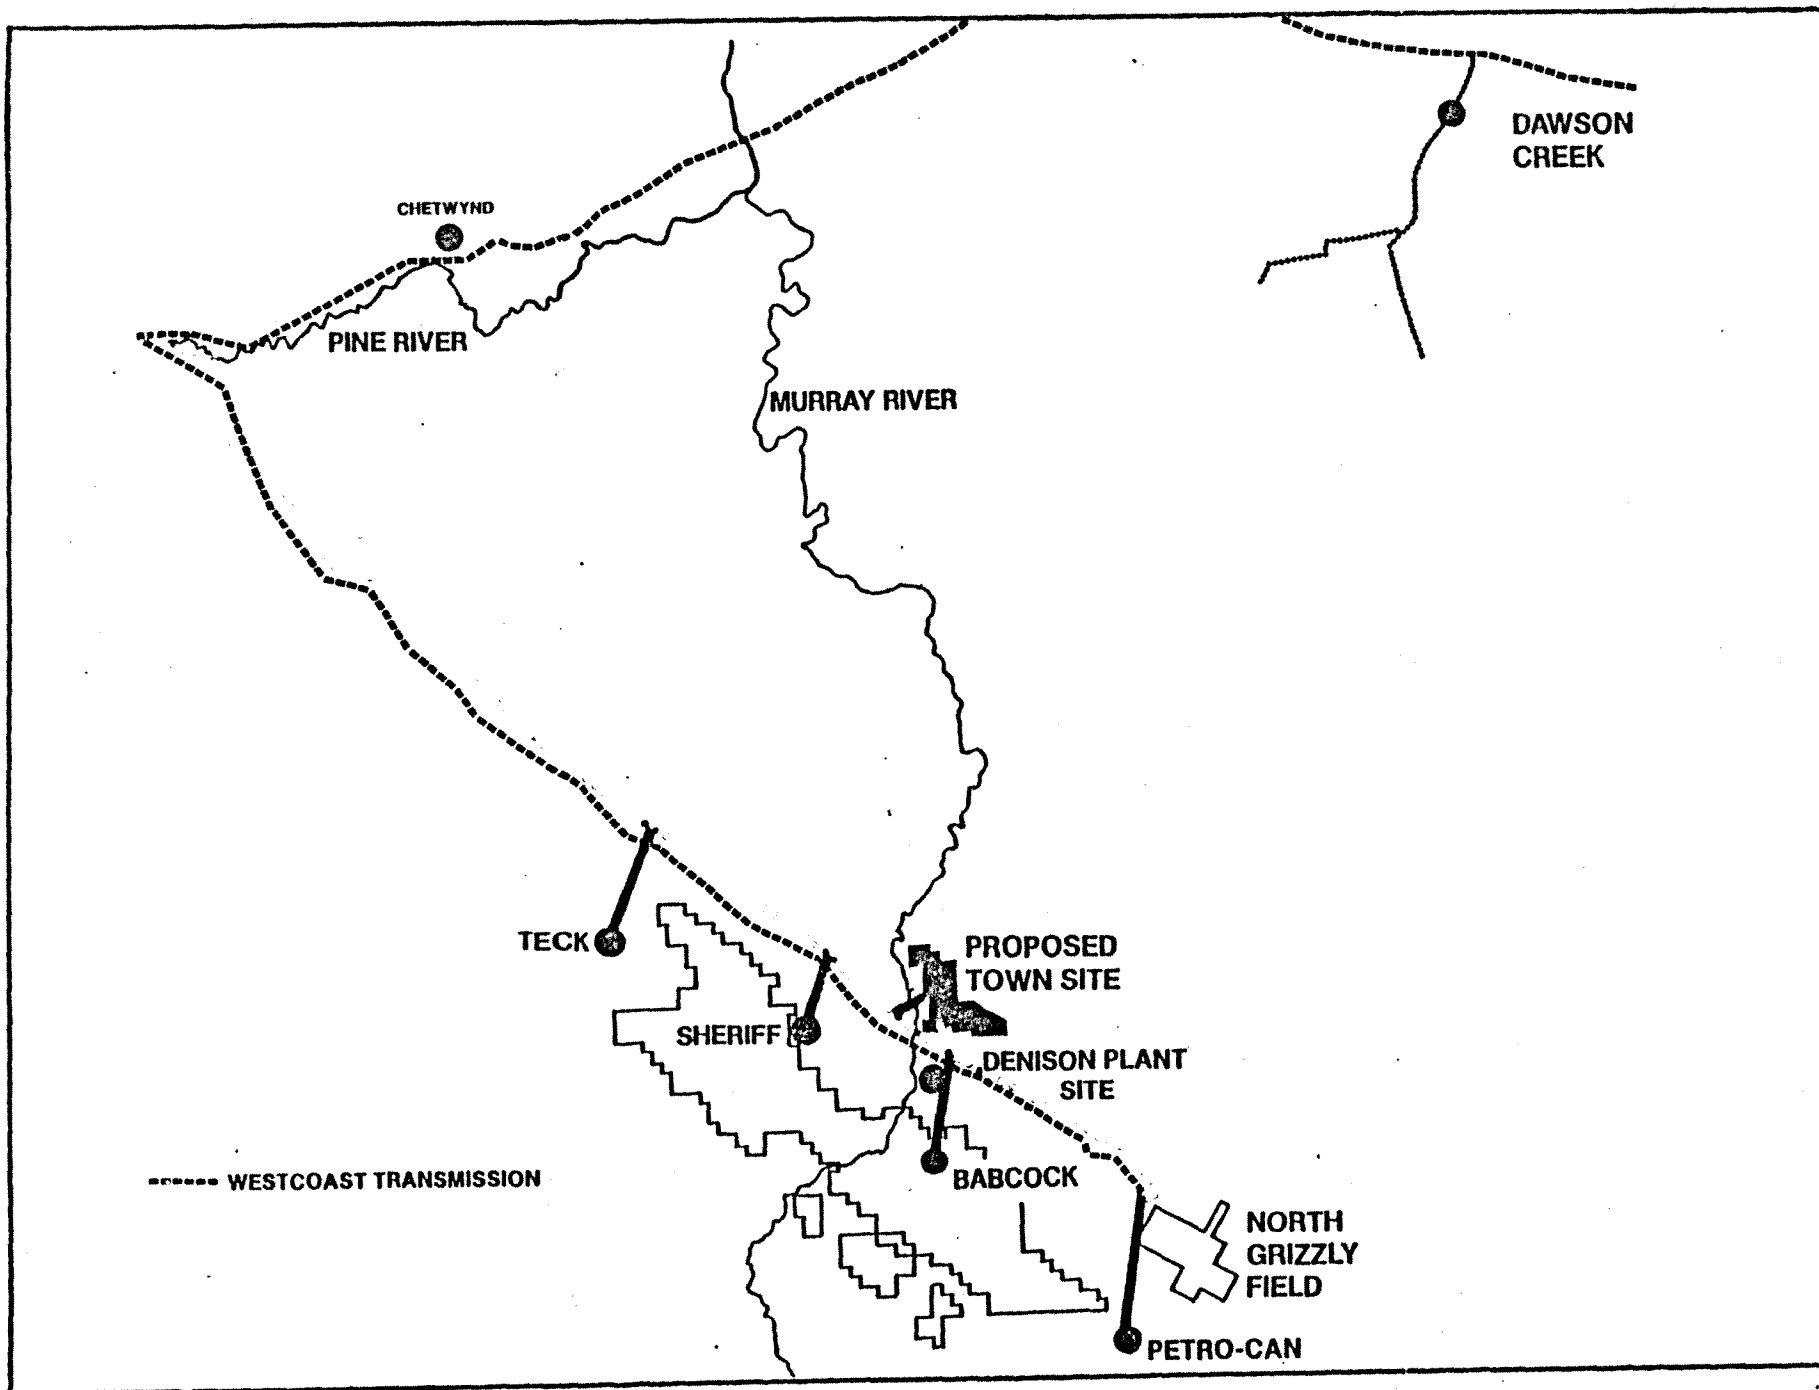 DAWSON
CREEK
CHETWYND
PINE RIVER
MURRAY RIVER
TECK
PROPOSED
TOWN SITE
SHERIFF
DENISON PLANT
SITE
WESTCOAST TRANSMISSION
BABCOCK
NORTH
GRIZZLY
FIELD
PETRO-CAN